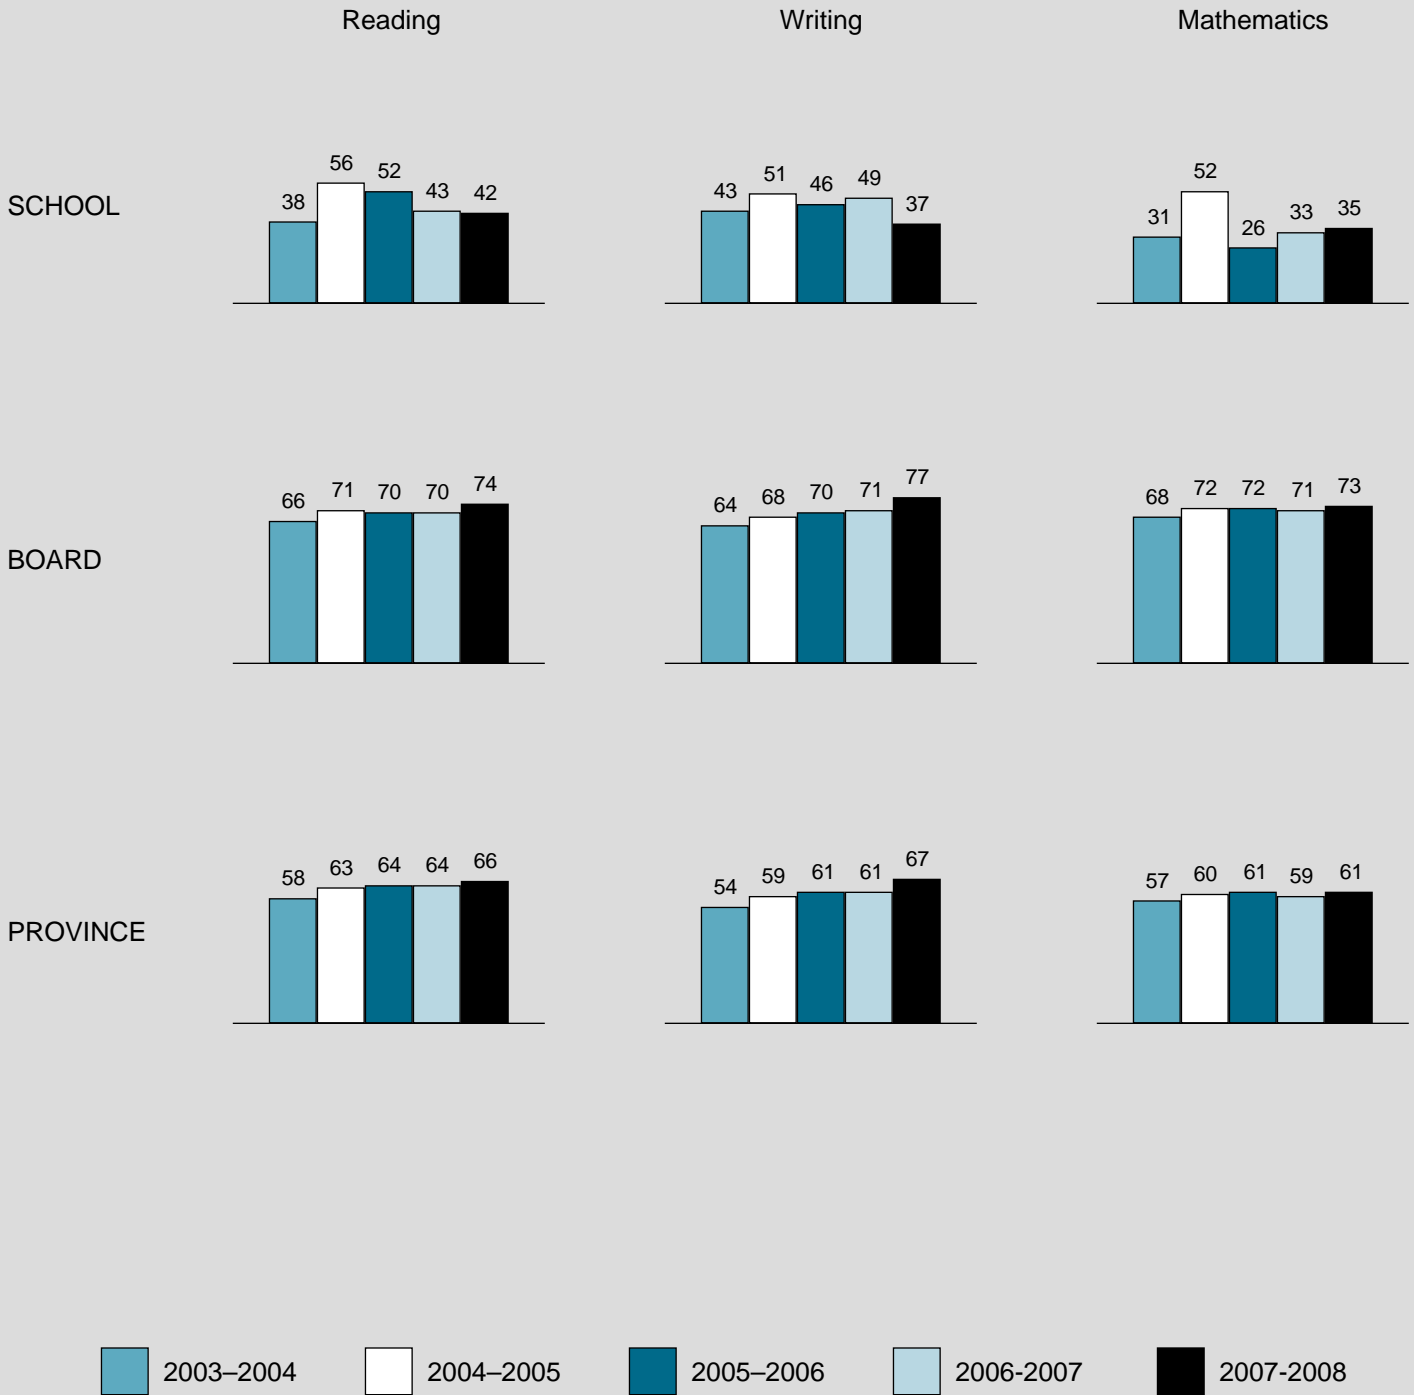 Reading Writing Mathematics
SCHOOL
38 56 52 43 42
43 51 46 49 37
31 52 26 33 35
BOARD
66 71 70 70 74
64 68 70 71 77
68 72 72 71 73
PROVINCE
58 63 64 64 66
54 59 61 61 67
57 60 61 59 61
2003–2004 2004–2005 2005–2006 2006-2007 2007-2008